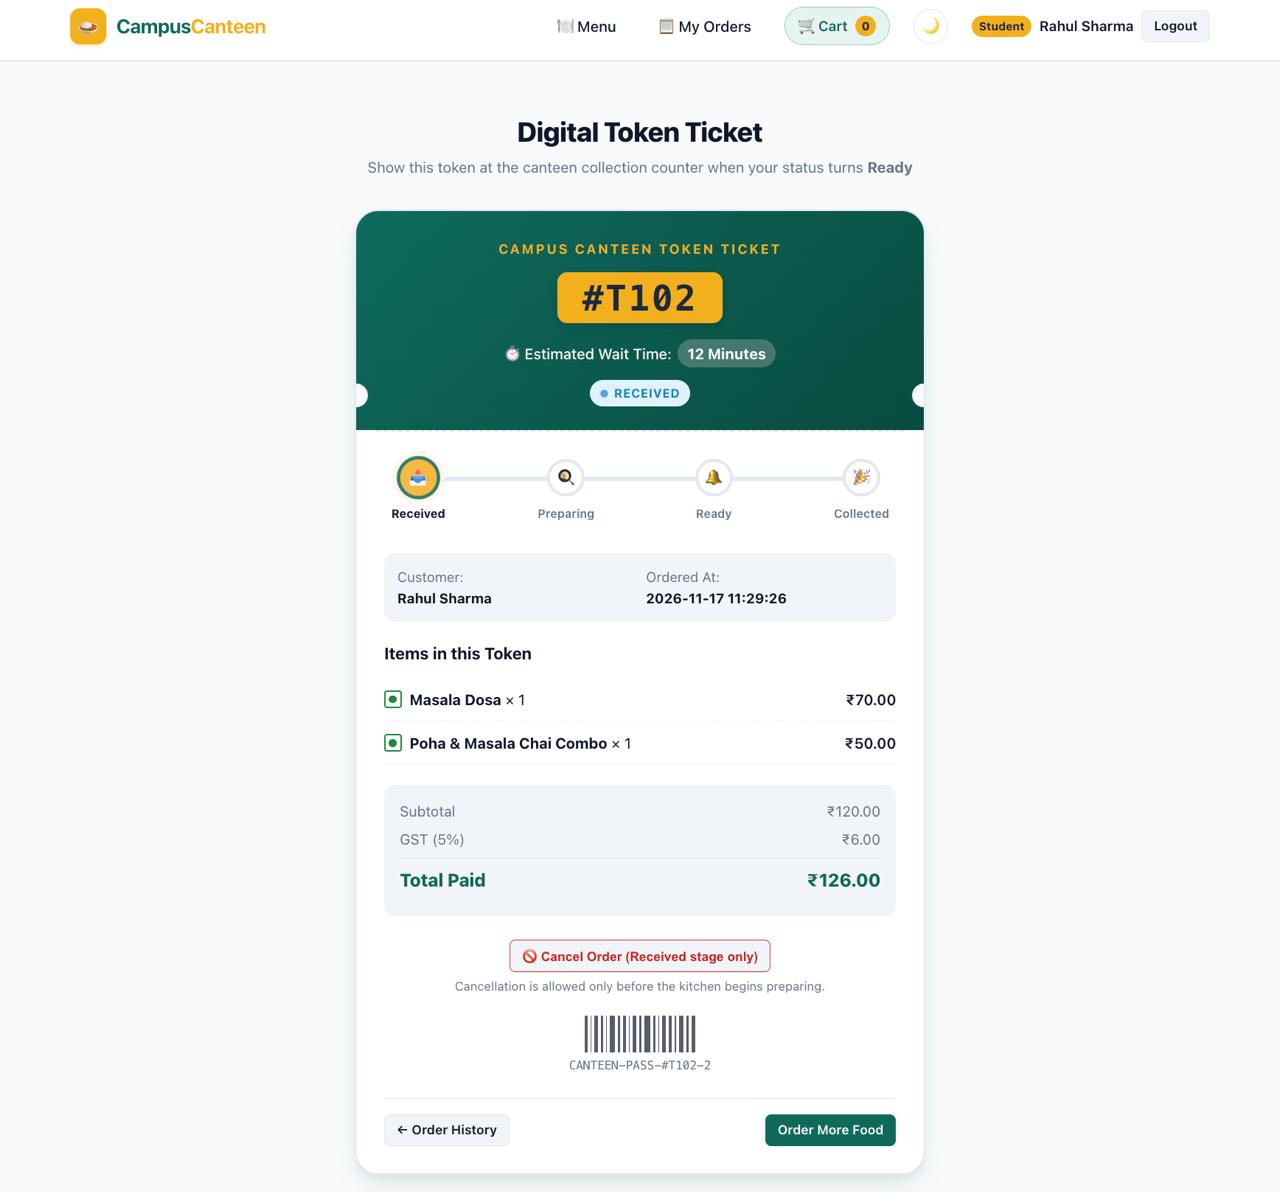 CampusCanteen
Menu
My Orders
Cart 0
Student Rahul Sharma
Logout
Digital Token Ticket
Show this token at the canteen collection counter when your status turns Ready
CAMPUS CANTEEN TOKEN TICKET
#T102
Estimated Wait Time: 12 Minutes
RECEIVED
Received Preparing Ready Collected
Customer: Ordered At:
Rahul Sharma 2026-11-17 11:29:26
Items in this Token
Masala Dosa × 1 ₹70.00
Poha & Masala Chai Combo × 1 ₹50.00
Subtotal ₹120.00
GST (5%) ₹6.00
Total Paid ₹126.00
Cancel Order (Received stage only)
Cancellation is allowed only before the kitchen begins preparing.
CANTEEN-PASS-#T102-2
← Order History Order More Food